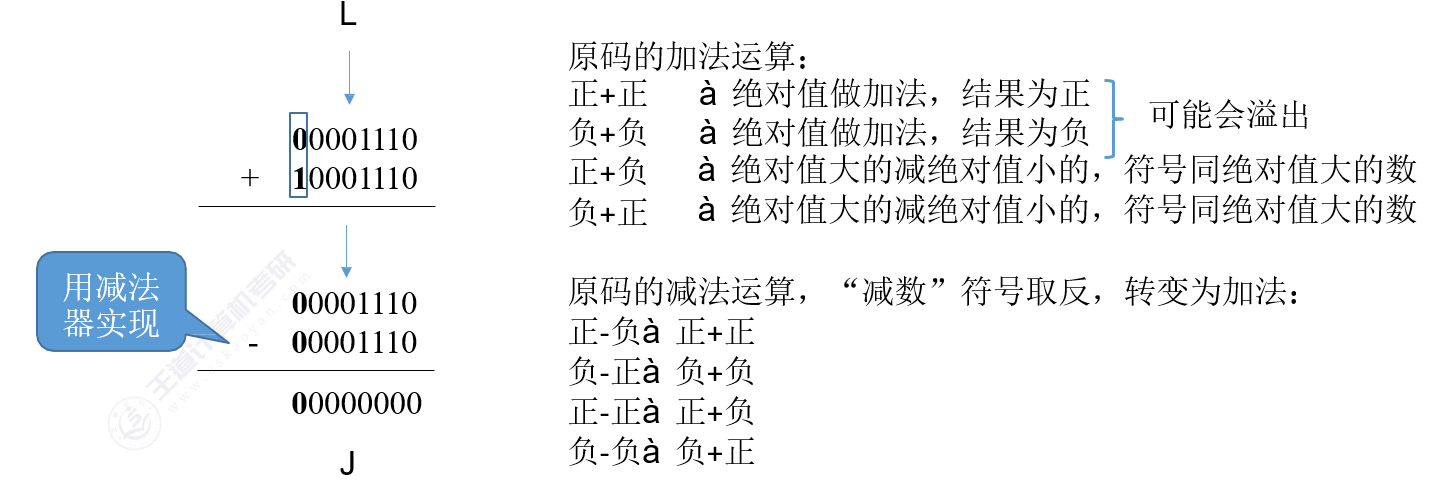 L
00001110
+ 10001110
用减法
器实现
00001110
- 00001110
00000000
J
原码的加法运算：
正+正 à 绝对值做加法，结果为正
负+负 à 绝对值做加法，结果为负
可能会溢出
正+负 à 绝对值大的减绝对值小的，符号同绝对值大的数
负+正 à 绝对值大的减绝对值小的，符号同绝对值大的数
原码的减法运算，“减数”符号取反，转变为加法：
正-负à 正+正
负-正à 负+负
正-正à 正+负
负-负à 负+正
王道计算机考研